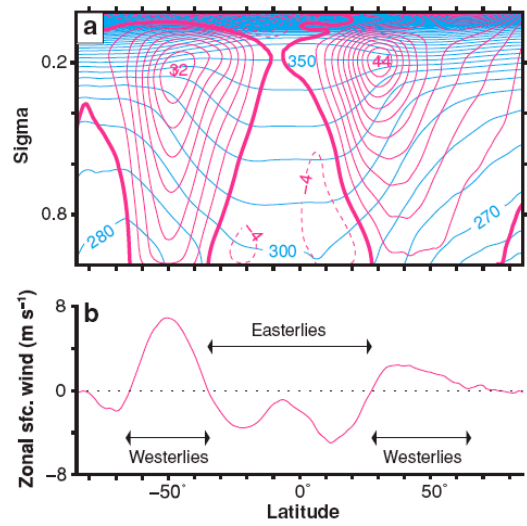 a
32
350
44
0.2
Sigma
-4
0.8
280
-4
300
270
b
8
Easterlies
Zonal sfc. wind (m s⁻¹)
0
Westerlies
Westerlies
-8
-50° 0° 50°
Latitude